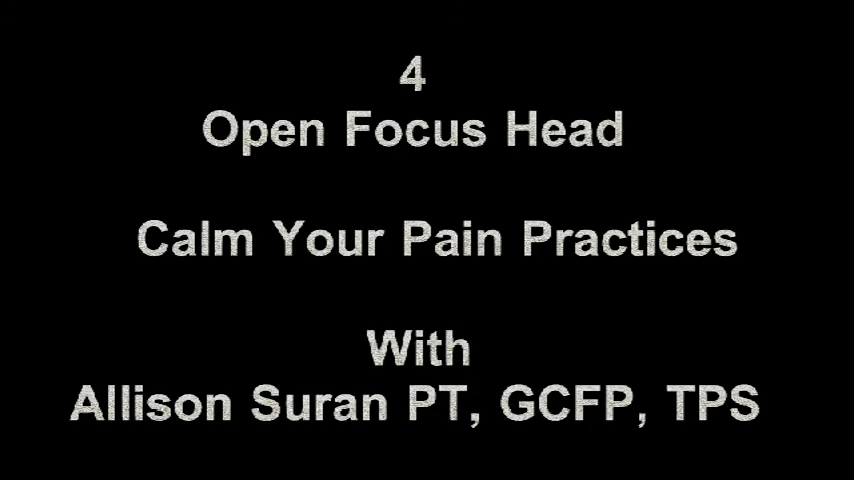 4
Open Focus Head
Calm Your Pain Practices
With
Allison Suran PT, GCFP, TPS